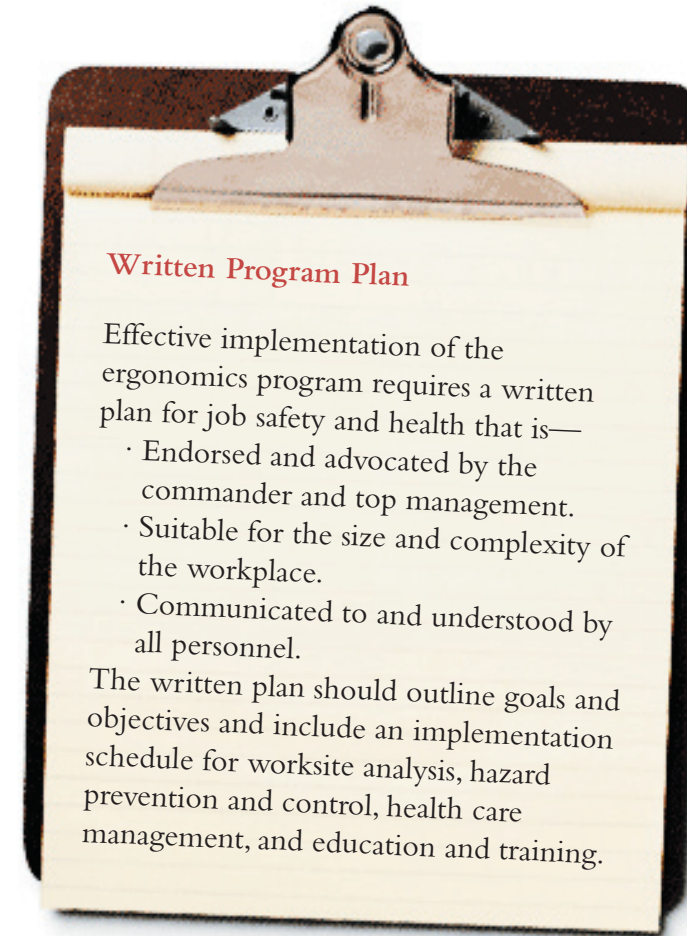 Written Program Plan
Effective implementation of the
ergonomics program requires a written
plan for job safety and health that is—
· Endorsed and advocated by the
commander and top management.
· Suitable for the size and complexity of
the workplace.
· Communicated to and understood by
all personnel.
The written plan should outline goals and
objectives and include an implementation
schedule for worksite analysis, hazard
prevention and control, health care
management, and education and training.